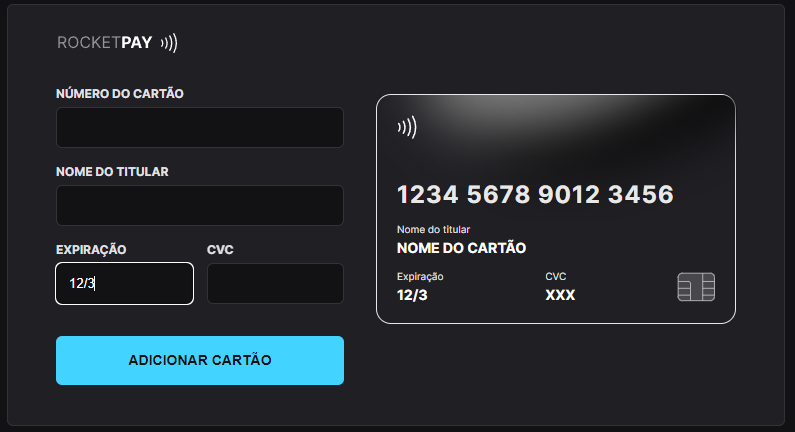 ROCKETPAY
NÚMERO DO CARTÃO
NOME DO TITULAR
EXPIRAÇÃO CVC
12/3
ADICIONAR CARTÃO
1234 5678 9012 3456
Nome do titular
NOME DO CARTÃO
Expiração CVC
12/3 XXX